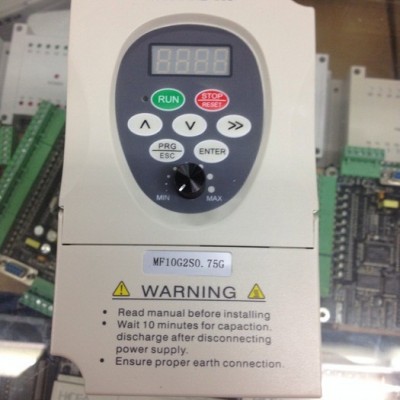 RUN
STOP
RESET
PRG
ESC
ENTER
MIN
MAX
MF10G2S0.75G
WARNING
• Read manual before installing
• Wait 10 minutes for capaction.
discharge after disconnecting
power supply.
• Ensure proper earth connection.